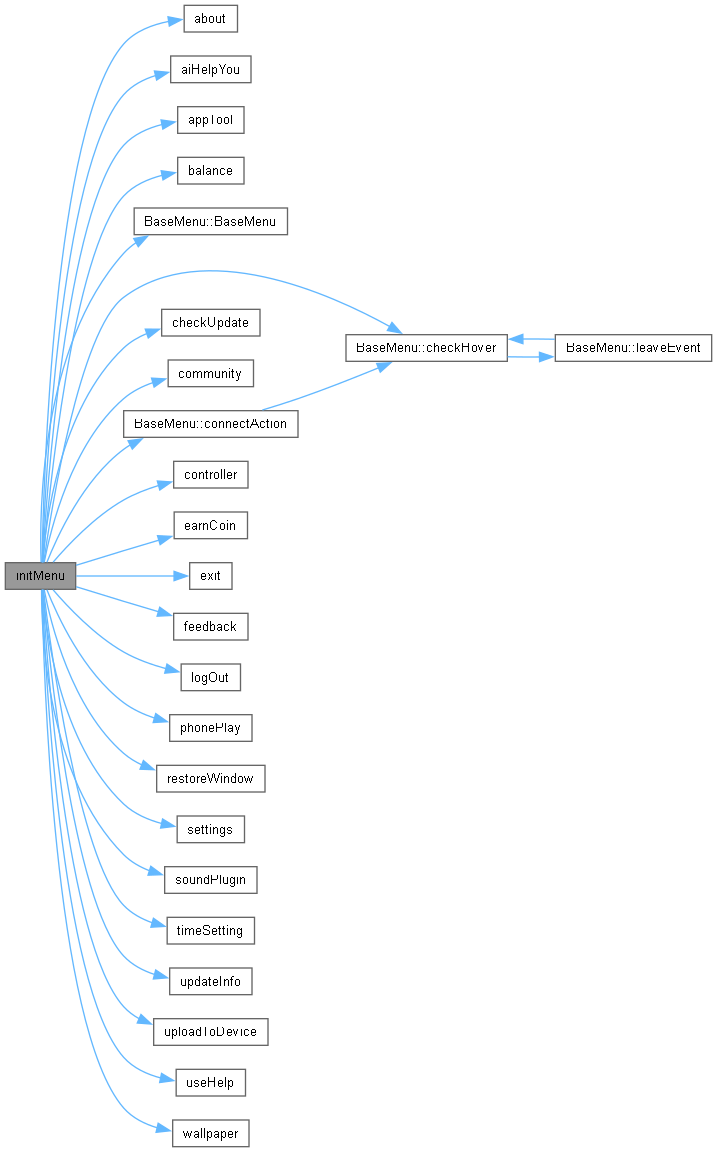 about
aiHelpYou
appTool
balance
BaseMenu::BaseMenu
checkUpdate
BaseMenu::checkHover
BaseMenu::leaveEvent
community
BaseMenu::connectAction
controller
earnCoin
initMenu
exit
feedback
logOut
phonePlay
restoreWindow
settings
soundPlugin
timeSetting
updateInfo
uploadToDevice
useHelp
wallpaper